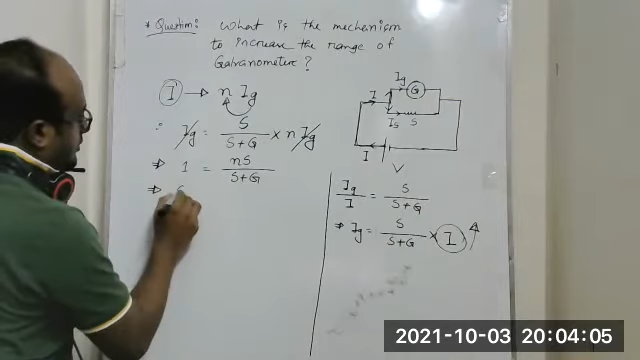 * Question: What is the mechanism
to increase the range of
Galvanometer?
I → n Ig
∴ Ig = S / S+G × n Ig
⇒ 1 = nS / S+G
⇒ S
Ig
G
I
Is S
I
V
Ig / I = S / S+G
⇒ Ig = S / S+G × I ↑
2021-10-03 20:04:05